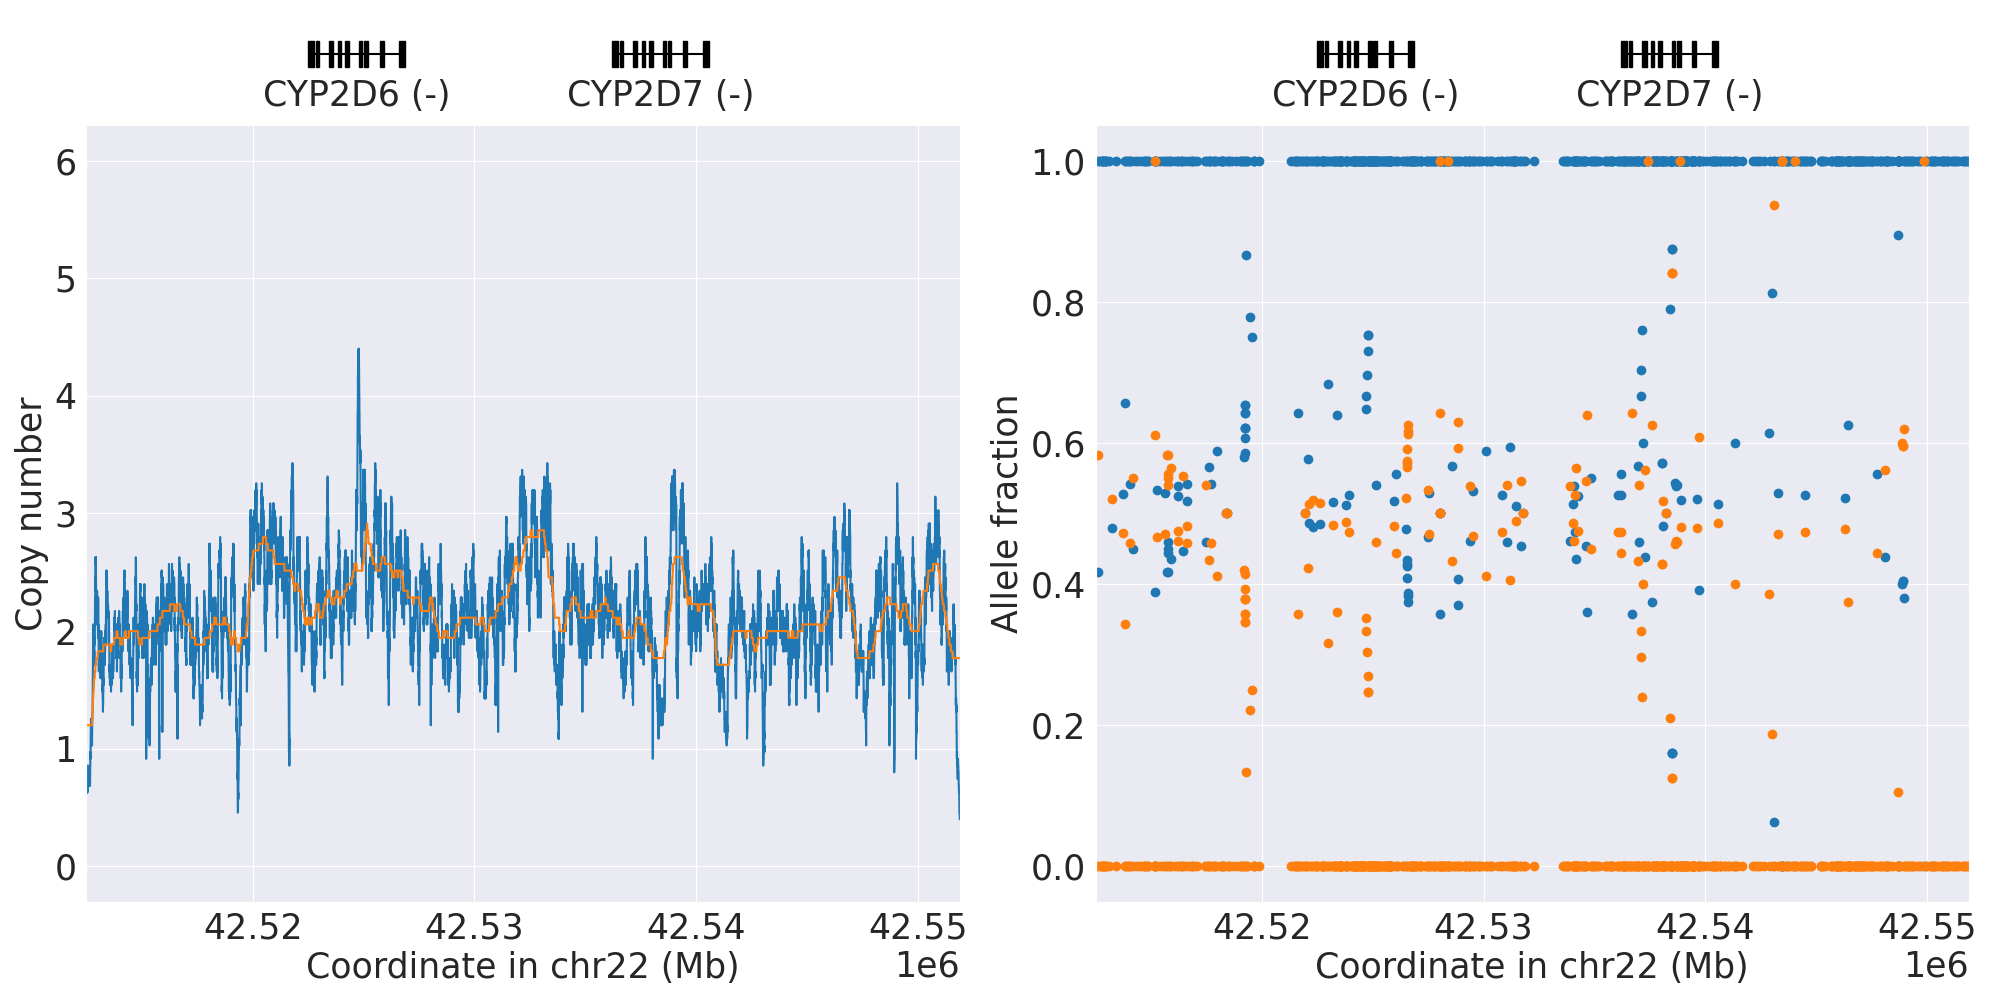 CYP2D6 (-) CYP2D7 (-)
Copy number
6
5
4
3
2
1
0
42.52 42.53 42.54 42.55
Coordinate in chr22 (Mb)
1e6
CYP2D6 (-) CYP2D7 (-)
Allele fraction
1.0
0.8
0.6
0.4
0.2
0.0
42.52 42.53 42.54 42.55
Coordinate in chr22 (Mb)
1e6